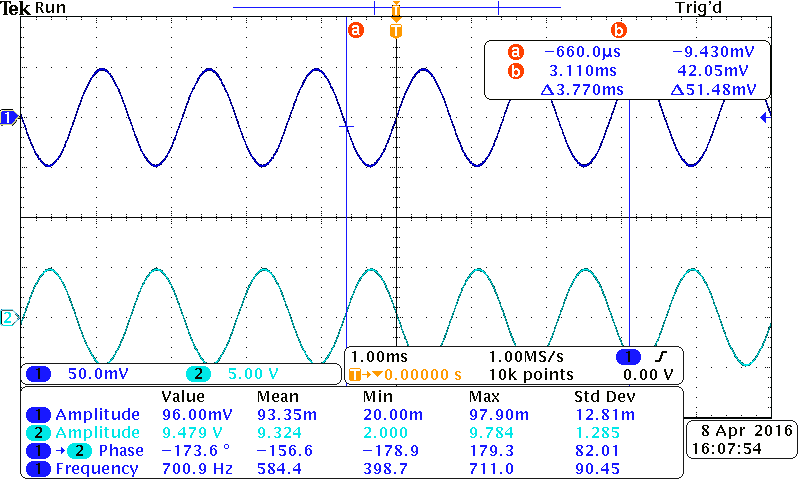 Tek Run Trig'd
T
a b T
a −660.0µs −9.430mV
b 3.110ms 42.05mV
Δ3.770ms Δ51.48mV
1
2
1 50.0mV 2 5.00 V
1.00ms 1.00MS/s 1
T→▼0.00000 s 10k points 0.00 V
Value Mean Min Max Std Dev
1 Amplitude 96.00mV 93.35m 20.00m 97.90m 12.81m
2 Amplitude 9.479 V 9.324 2.000 9.784 1.285
1 → 2 Phase −173.6 ° −156.6 −178.9 179.3 82.01
1 Frequency 700.9 Hz 584.4 398.7 711.0 90.45
8 Apr 2016
16:07:54